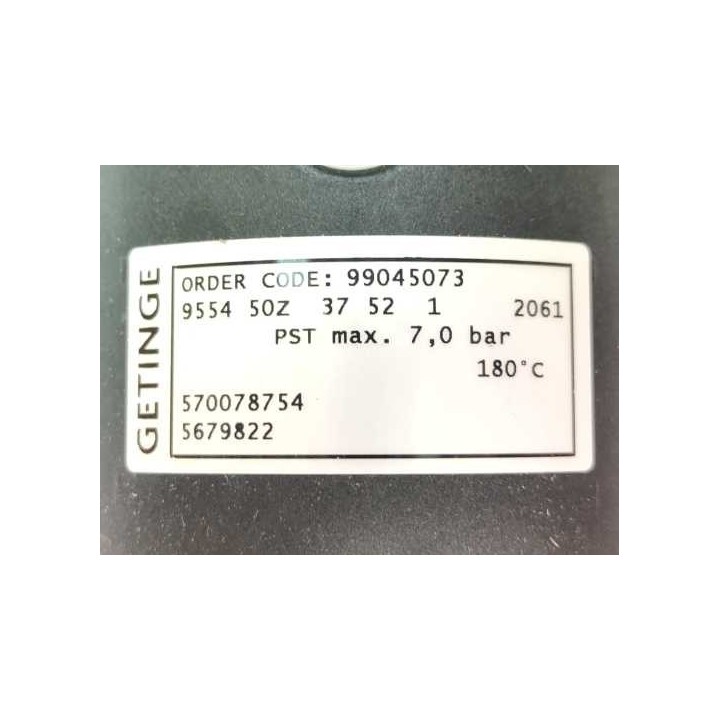 GETINGE
ORDER CODE: 99045073
9554 50Z 37 52 1 2061
PST max. 7,0 bar
180°C
570078754
5679822